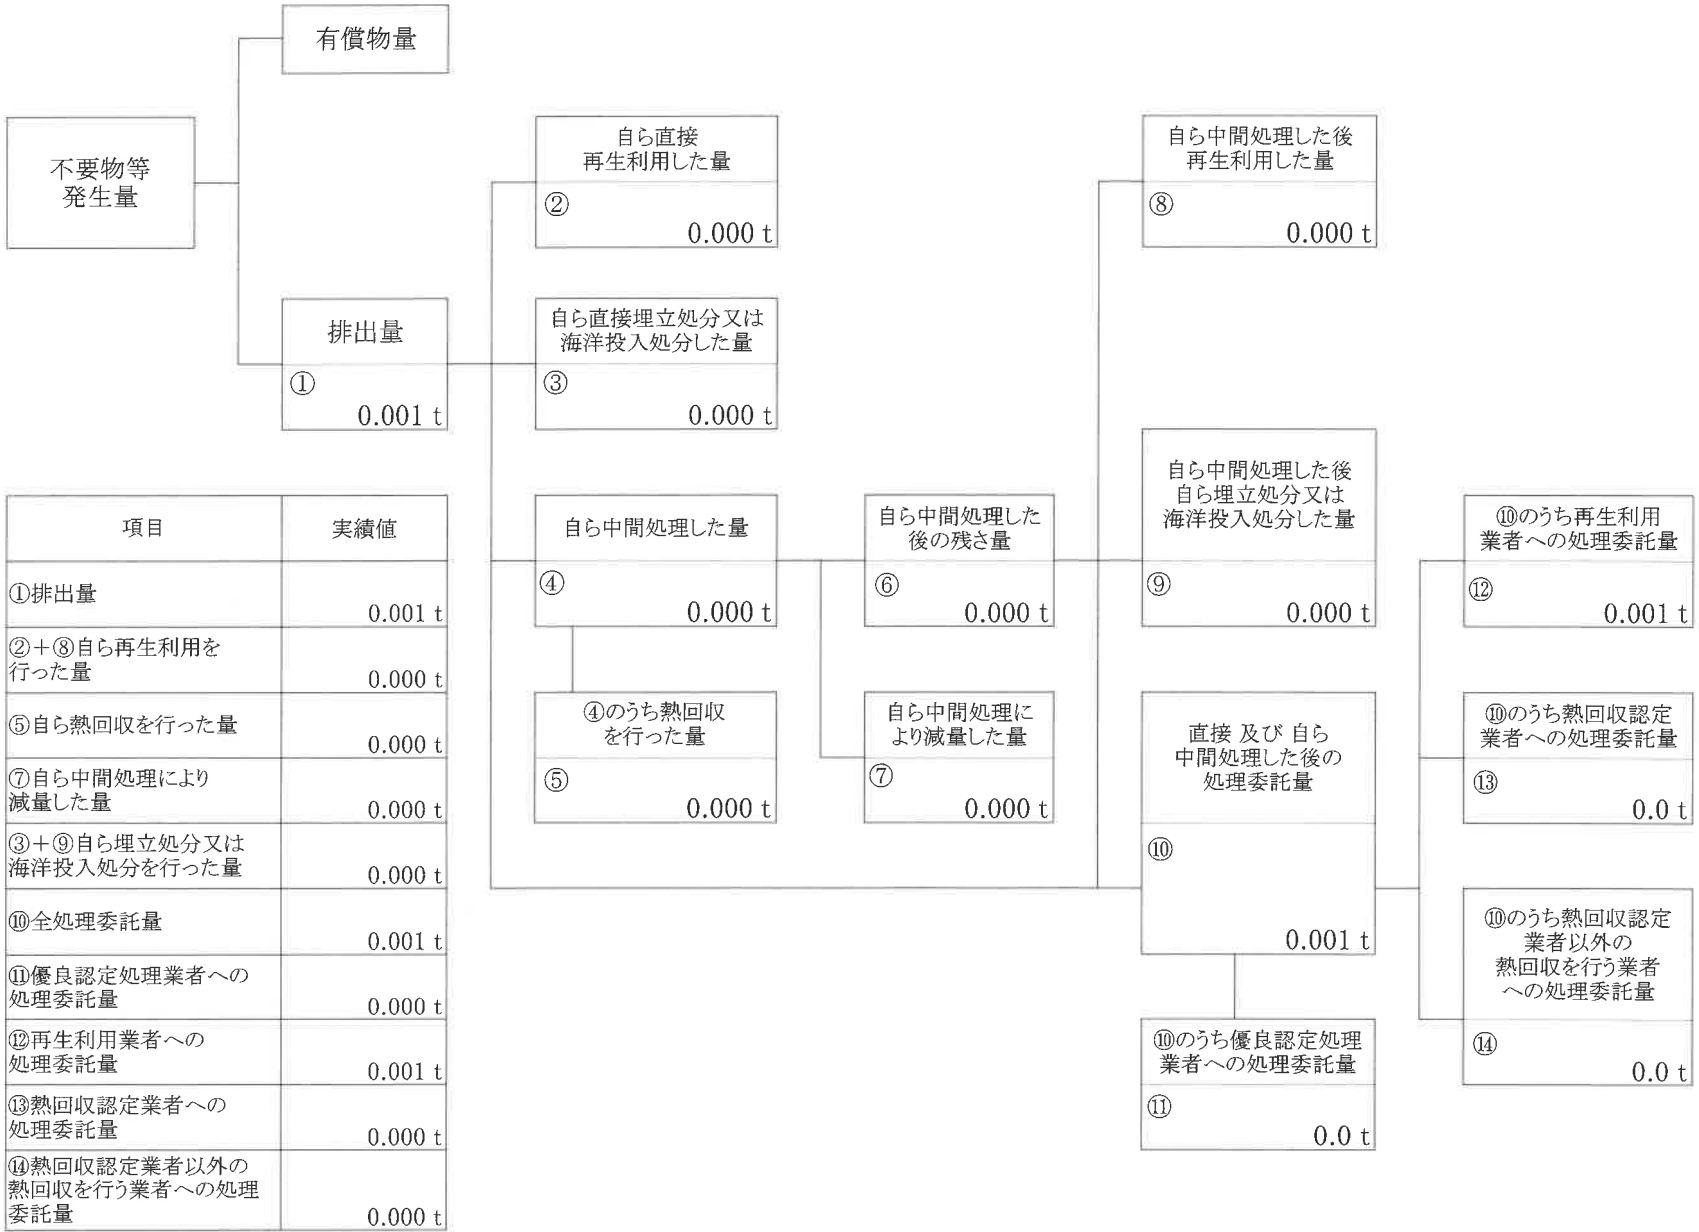 有償物量
不要物等
発生量
自ら直接
再生利用した量
②
0.000 t
自ら中間処理した後
再生利用した量
⑧
0.000 t
排出量
①
0.001 t
自ら直接埋立処分又は
海洋投入処分した量
③
0.000 t
自ら中間処理した量
④
0.000 t
自ら中間処理した
後の残さ量
⑥
0.000 t
自ら中間処理した後
自ら埋立処分又は
海洋投入処分した量
⑨
0.000 t
⑩のうち再生利用
業者への処理委託量
⑫
0.001 t
④のうち熱回収
を行った量
⑤
0.000 t
自ら中間処理に
より減量した量
⑦
0.000 t
直接 及び 自ら
中間処理した後の
処理委託量
⑩
0.001 t
⑩のうち熱回収認定
業者への処理委託量
⑬
0.0 t
⑩のうち熱回収認定
業者以外の
熱回収を行う業者
への処理委託量
⑭
0.0 t
⑩のうち優良認定処理
業者への処理委託量
⑪
0.0 t
項目 実績値
①排出量
0.001 t
②+⑧自ら再生利用を
行った量
0.000 t
⑤自ら熱回収を行った量
0.000 t
⑦自ら中間処理により
減量した量
0.000 t
③+⑨自ら埋立処分又は
海洋投入処分を行った量
0.000 t
⑩全処理委託量
0.001 t
⑪優良認定処理業者への
処理委託量
0.000 t
⑫再生利用業者への
処理委託量
0.001 t
⑬熱回収認定業者への
処理委託量
0.000 t
⑭熱回収認定業者以外の
熱回収を行う業者への処理
委託量
0.000 t